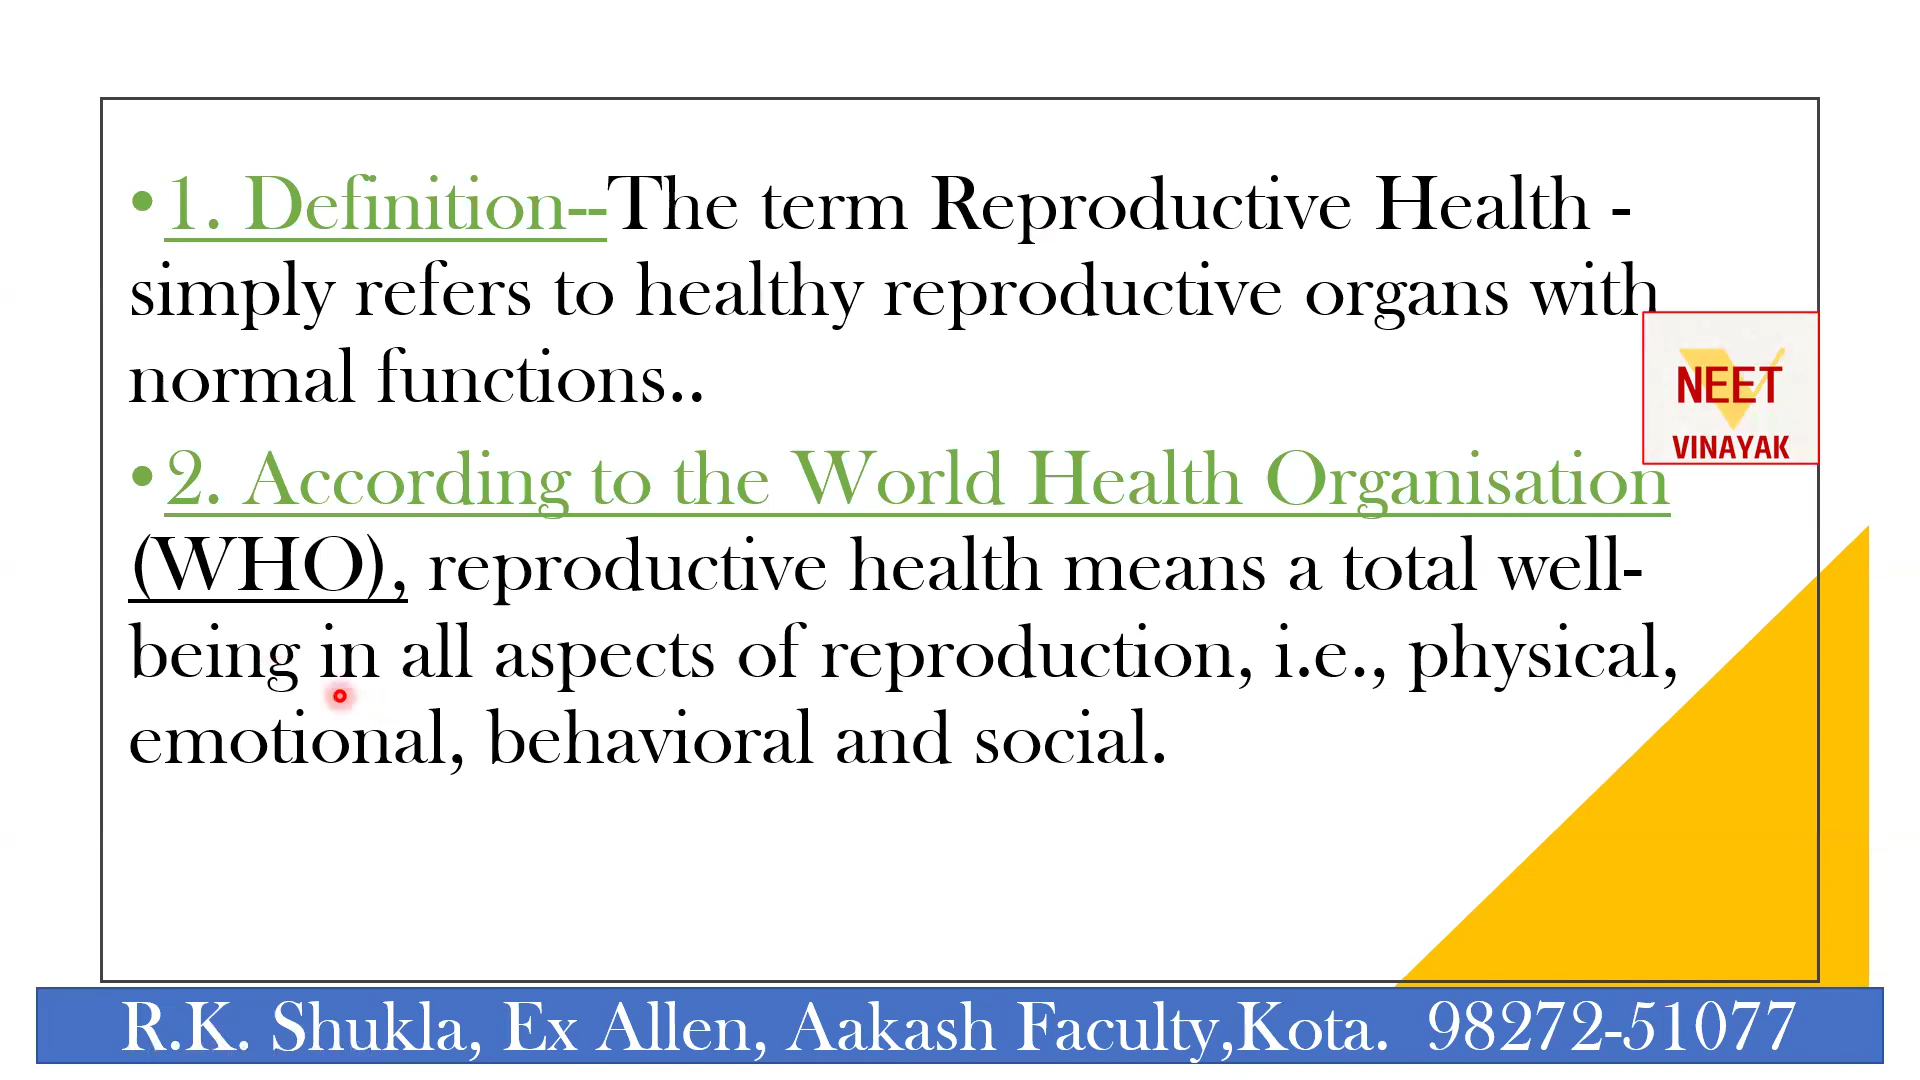 •1. Definition--The term Reproductive Health -
simply refers to healthy reproductive organs with
normal functions..
NEET
VINAYAK
•2. According to the World Health Organisation
(WHO), reproductive health means a total well-
being in all aspects of reproduction, i.e., physical,
emotional, behavioral and social.
R.K. Shukla, Ex Allen, Aakash Faculty,Kota. 98272-51077